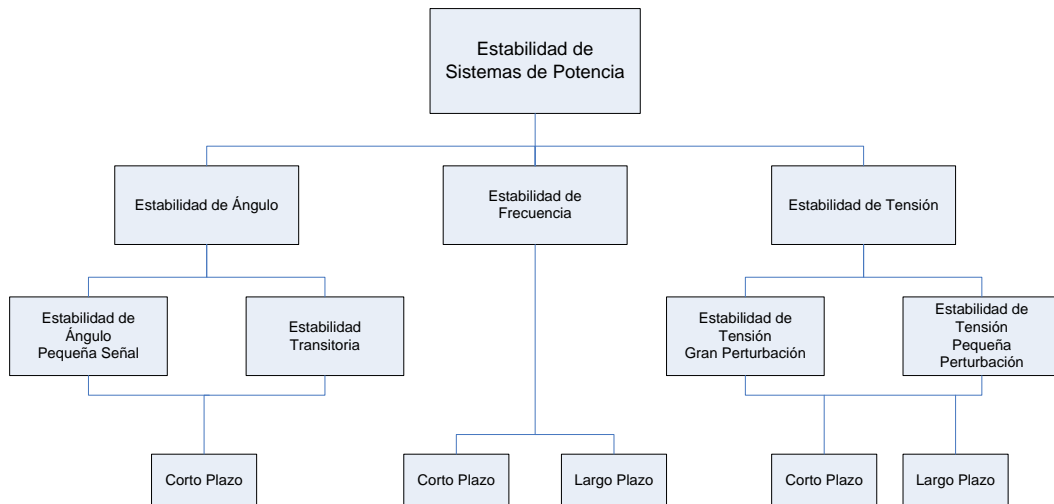 Estabilidad de
Sistemas de Potencia
Estabilidad de Ángulo
Estabilidad de
Frecuencia
Estabilidad de Tensión
Estabilidad de
Ángulo
Pequeña Señal
Estabilidad
Transitoria
Estabilidad de
Tensión
Gran Perturbación
Estabilidad de
Tensión
Pequeña
Perturbación
Corto Plazo
Corto Plazo
Largo Plazo
Corto Plazo
Largo Plazo